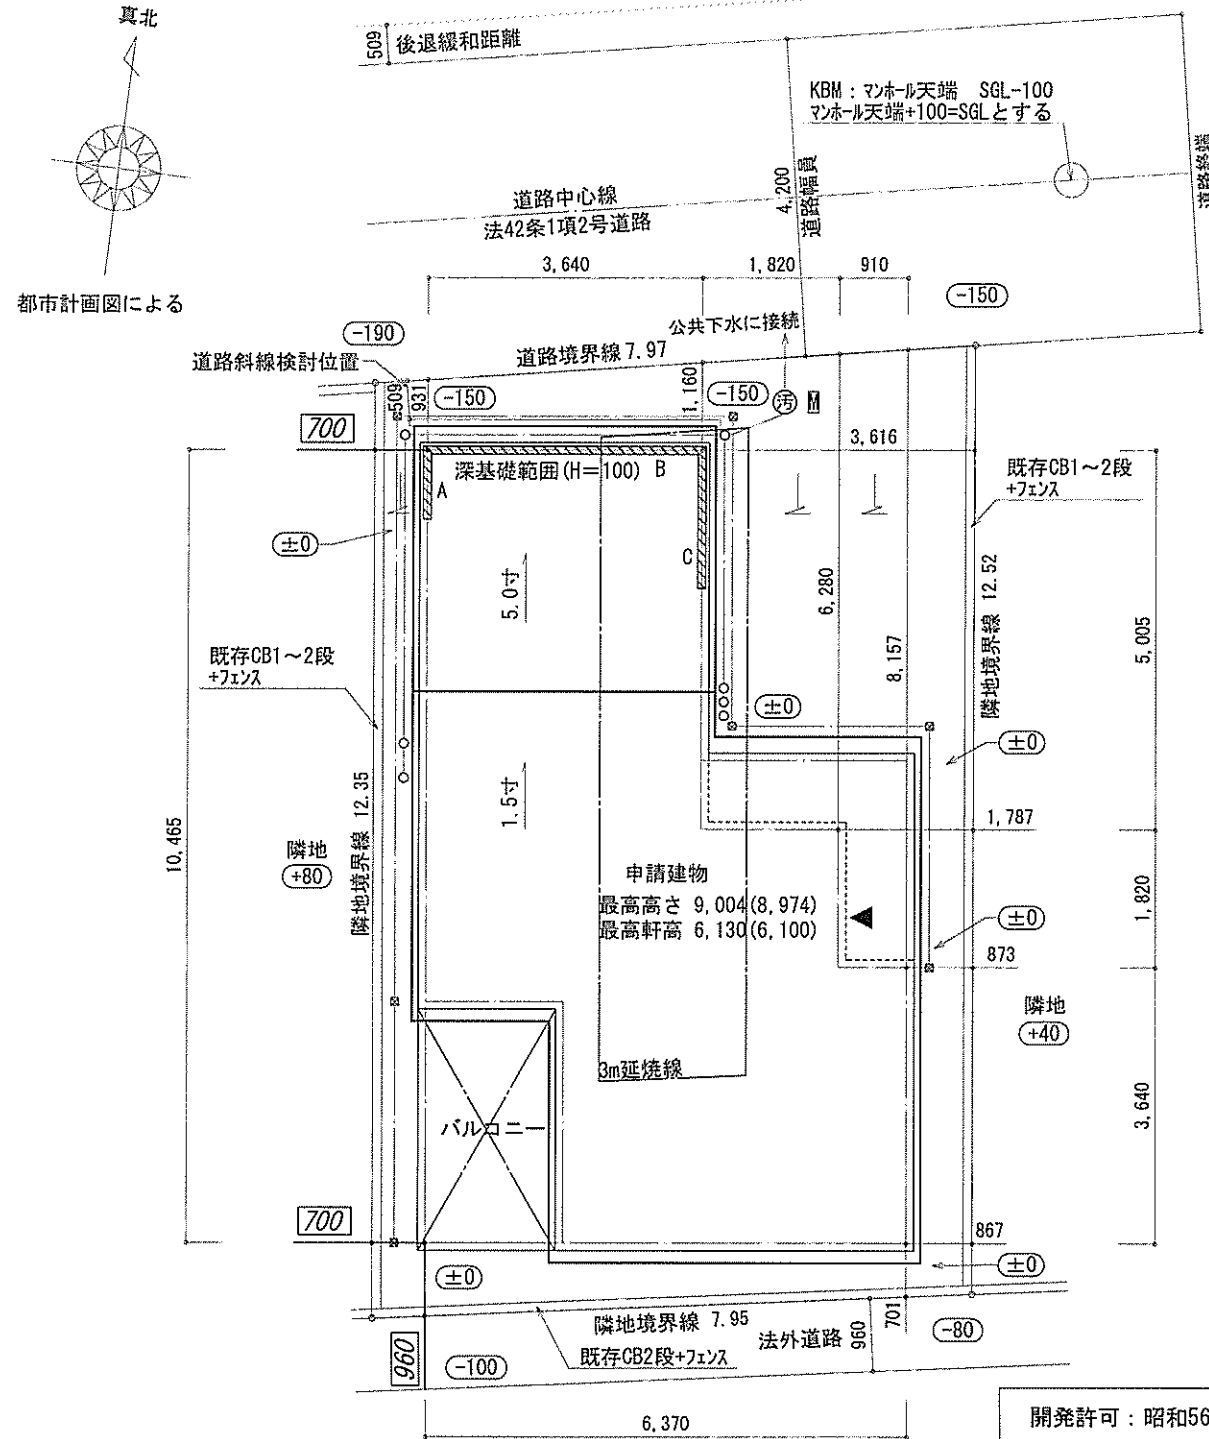 真北
都市計画図による
509
後退緩和距離
KBM：マンホール天端　SGL-100
マンホール天端+100=SGLとする
4,200
道路幅員
道路終端
道路中心線
法42条1項2号道路
3,640
1,820
910
-150
-190
公共下水に接続
道路斜線検討位置
道路境界線 7.97
509
931
-150
1,160
-150
汚
M
700
3,616
深基礎範囲(H=100)
A
B
C
既存CB1～2段
+フェンス
±0
5.0寸
6,280
8,157
隣地境界線 12.52
5,005
既存CB1～2段
+フェンス
±0
±0
1.5寸
10,465
隣地境界線 12.35
1,787
隣地
+80
申請建物
最高高さ 9,004(8,974)
最高軒高 6,130(6,100)
±0
1,820
873
隣地
+40
3m延焼線
バルコニー
3,640
700
867
±0
±0
隣地境界線 7.95
法外道路
960
701
-80
既存CB2段+フェンス
960
-100
6,370
開発許可：昭和56